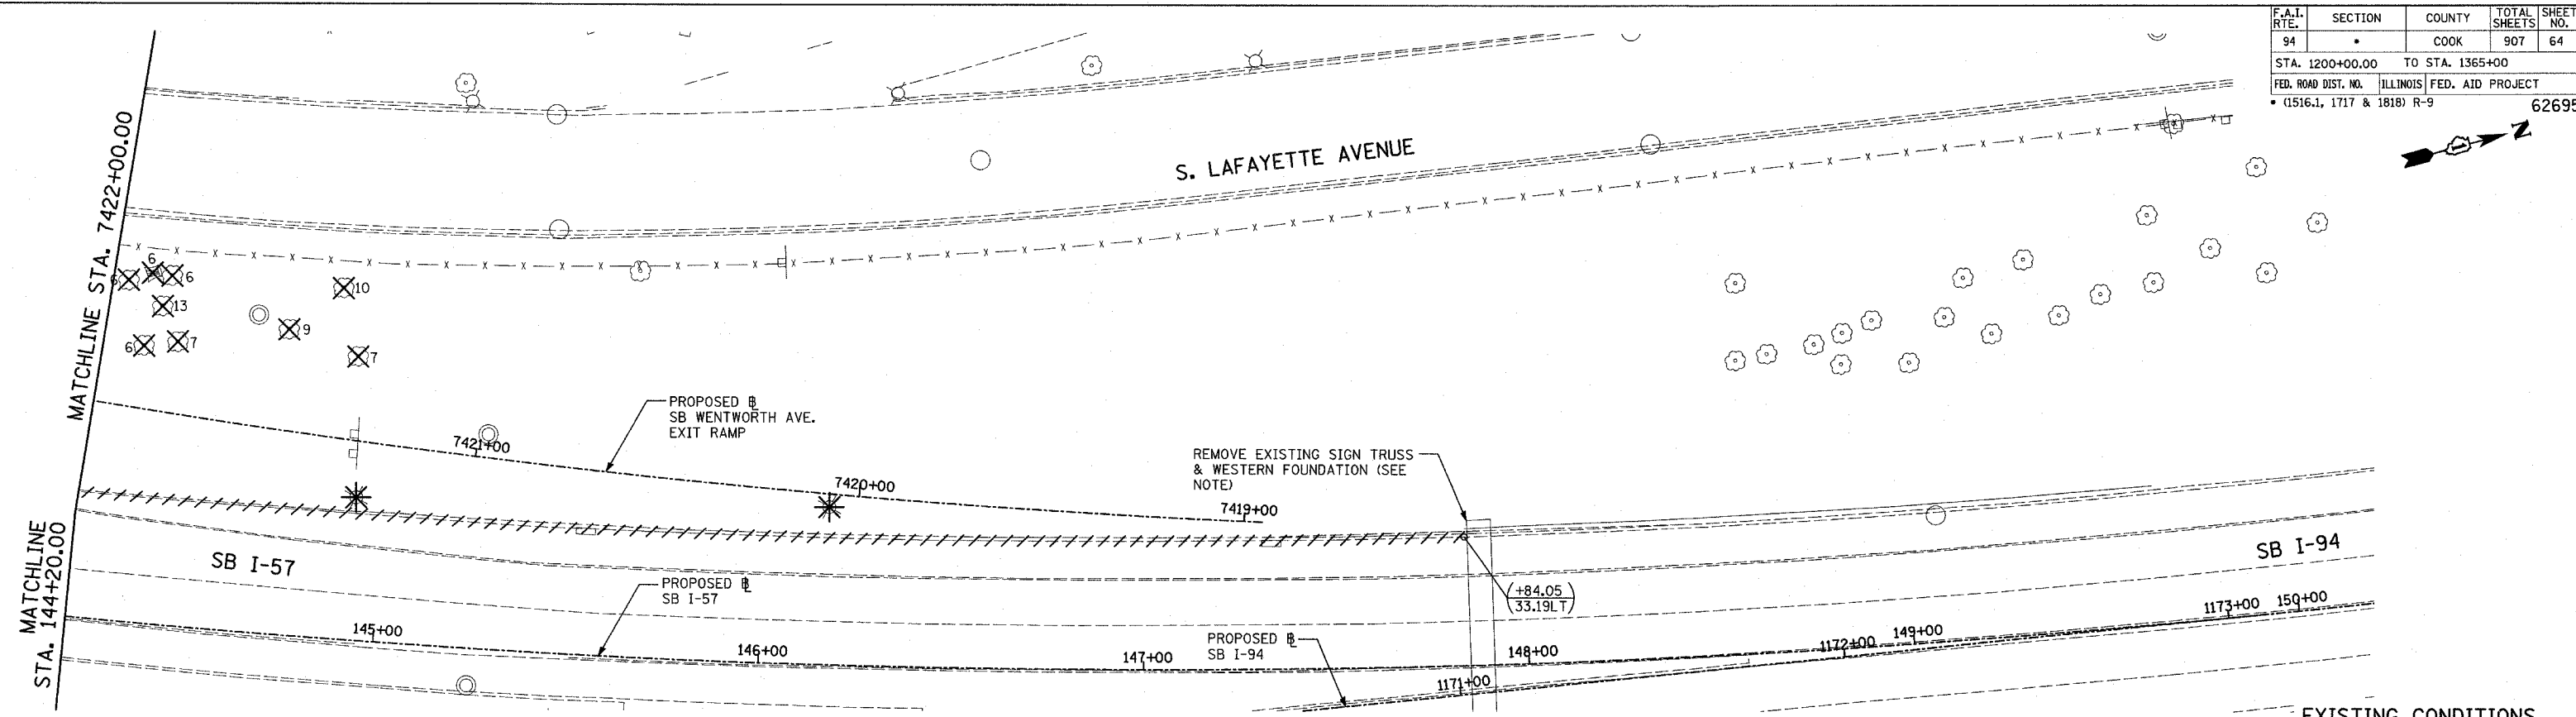 F.A.I. RTE. SECTION COUNTY TOTAL SHEETS SHEET NO.
94 • COOK 907 64
STA. 1200+00.00 TO STA. 1365+00
FED. ROAD DIST. NO. ILLINOIS FED. AID PROJECT
• (1516.1, 1717 & 1818) R-9
62695
N
S. LAFAYETTE AVENUE
MATCHLINE STA. 7422+00.00
6
6
6
13
10
9
6
7
7
PROPOSED
SB WENTWORTH AVE.
EXIT RAMP
7421+00
7420+00
7419+00
REMOVE EXISTING SIGN TRUSS
& WESTERN FOUNDATION (SEE
NOTE)
MATCHLINE
STA. 144+20.00
SB I-57
SB I-94
PROPOSED
SB I-57
+84.05
33.19LT
PROPOSED
SB I-94
145+00
146+00
147+00
148+00
149+00
150+00
1171+00
1172+00
1173+00
EXISTING CONDITIONS